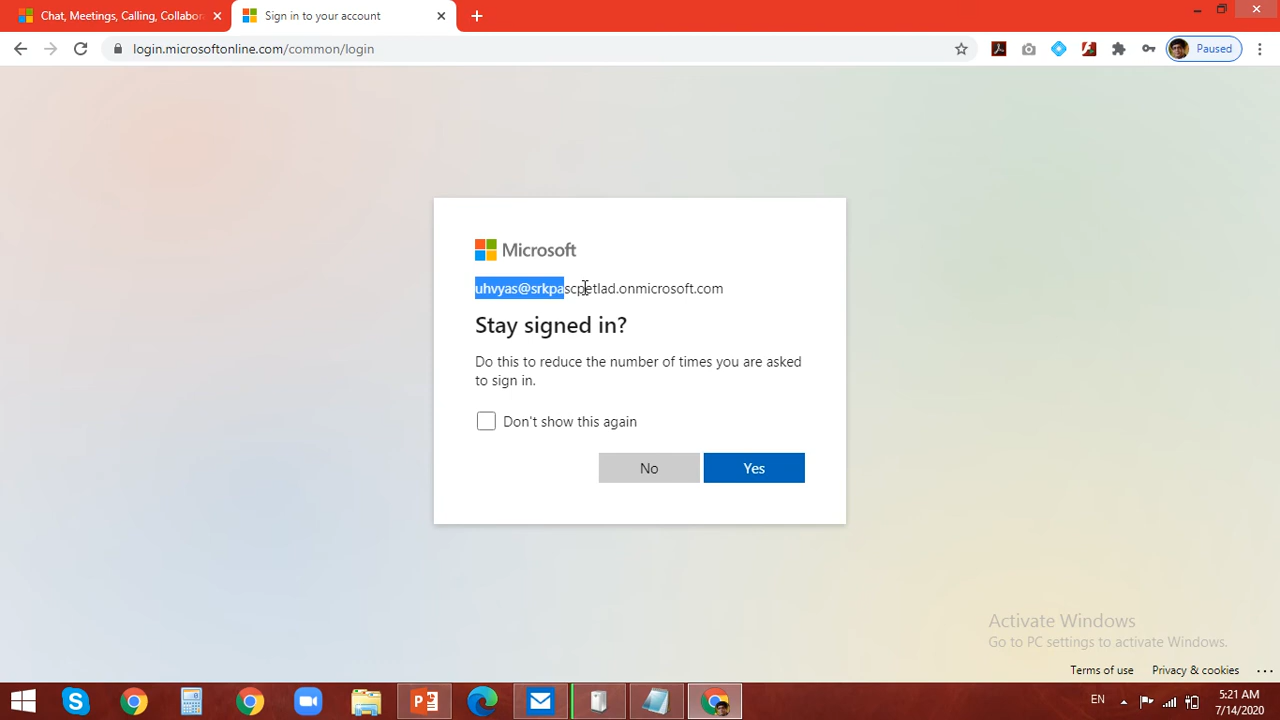 Chat, Meetings, Calling, Collabora
Sign in to your account
login.microsoftonline.com/common/login
Paused
Microsoft
uhvyas@srkpascpetlad.onmicrosoft.com
Stay signed in?
Do this to reduce the number of times you are asked
to sign in.
Don't show this again
No
Yes
Activate Windows
Go to PC settings to activate Windows.
Terms of use
Privacy & cookies
EN
5:21 AM
7/14/2020